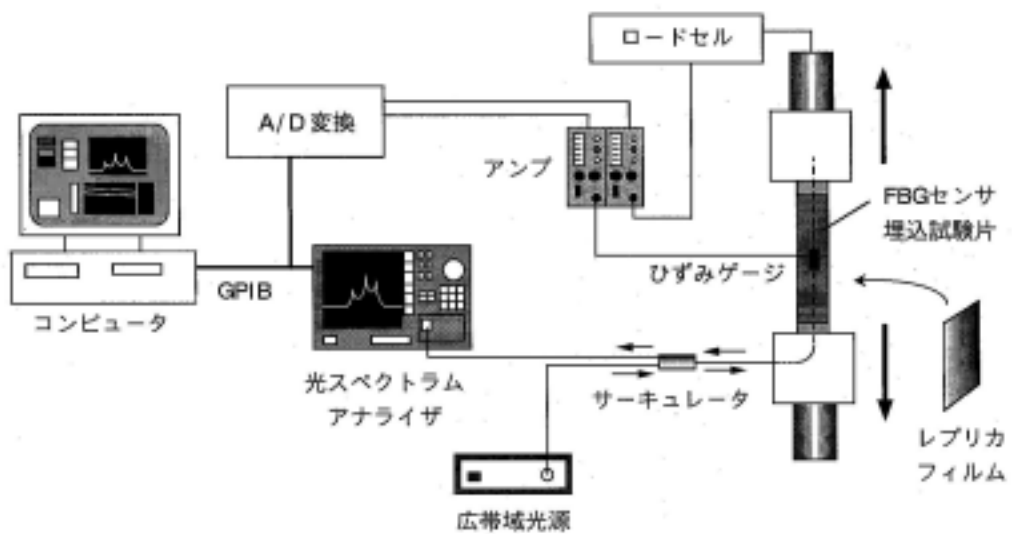 ロードセル
A/D変換
アンプ
FBGセンサ
埋込試験片
ひずみゲージ
GPIB
コンピュータ
光スペクトラム
アナライザ
サーキュレータ
レプリカ
フィルム
広帯域光源